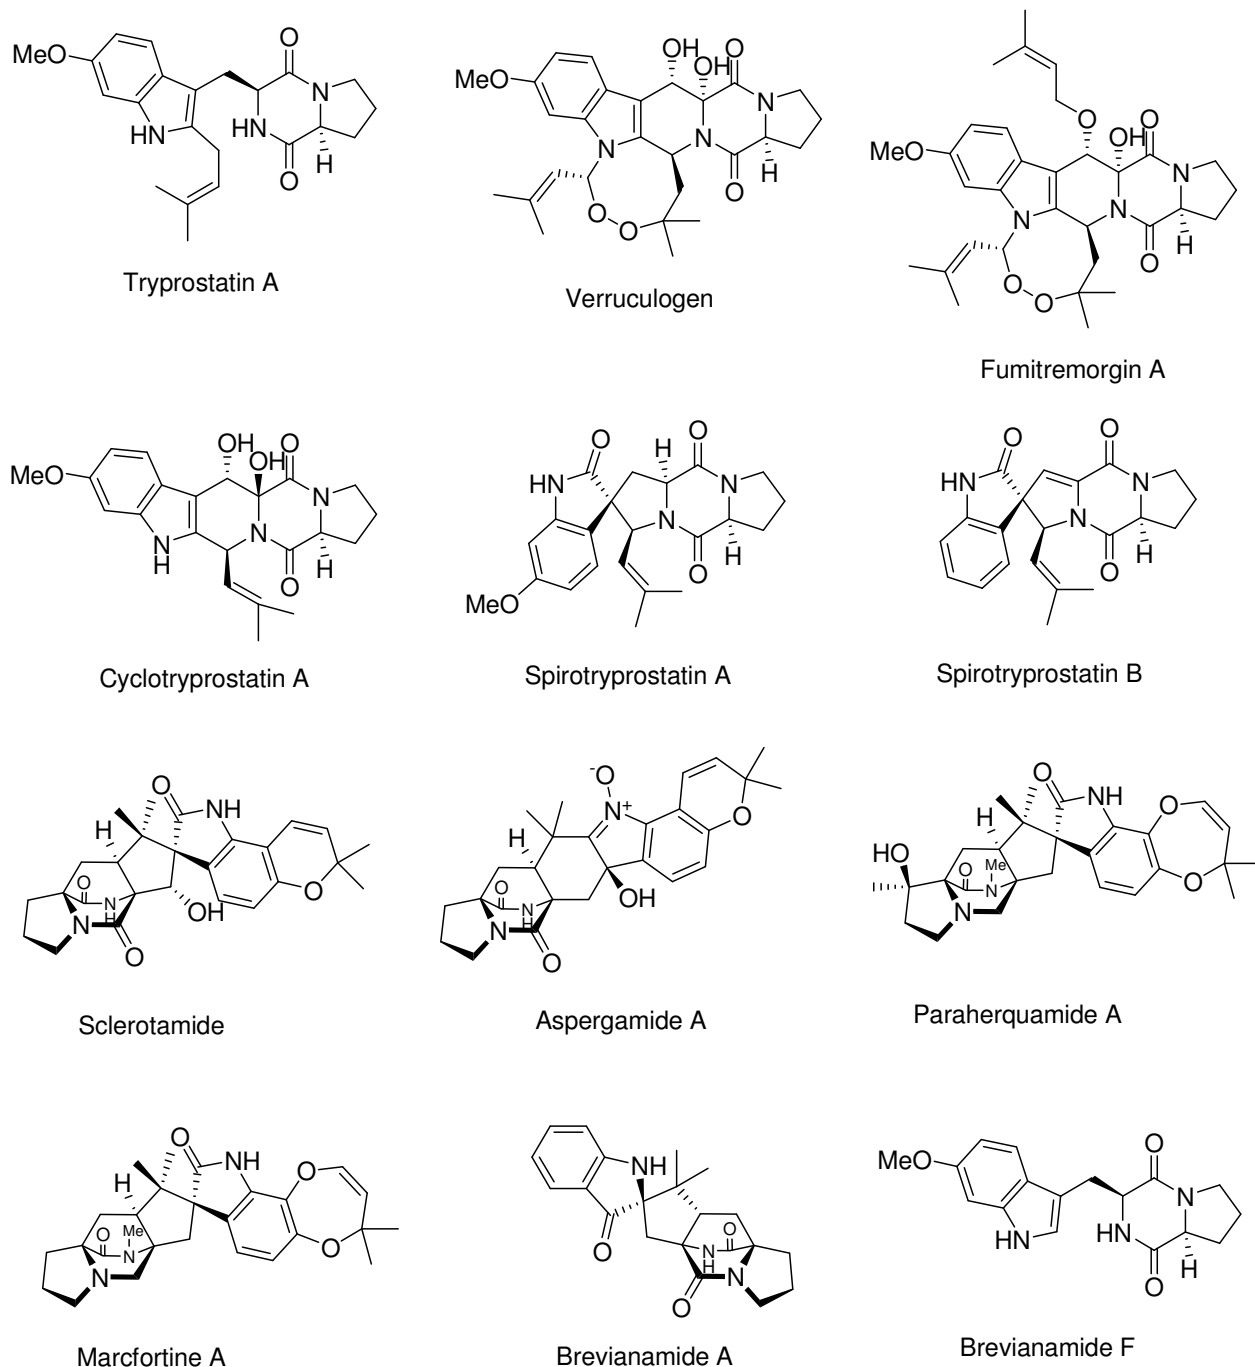 MeO
O
N
HN
HN
H
O
Tryprostatin A
OH
O
OH
MeO
N
N
N
H
O
O
O
Verruculogen
O
O
OH
MeO
N
N
N
H
O
O
O
Fumitremorgin A
OH
O
OH
MeO
N
N
N
H
H
O
Cyclotryprostatin A
O
H
O
HN
N
N
H
O
MeO
Spirotryprostatin A
O
O
HN
N
N
H
O
Spirotryprostatin B
O
NH
H
O
N
H
O
OH
N
O
Sclerotamide
-O
N+
O
H
O
N
H
OH
N
O
Aspergamide A
O
NH
O
H
HO
Me
O
N
O
N
Paraherquamide A
O
NH
O
H
Me
O
N
O
N
Marcfortine A
NH
O
O
N
H
N
O
Brevianamide A
MeO
O
N
HN
HN
H
O
Brevianamide F